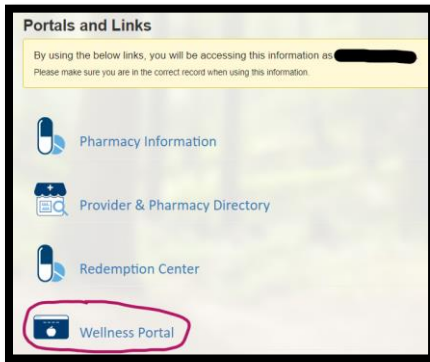 Portals and Links
By using the below links, you will be accessing this information as
Please make sure you are in the correct record when using this information.
Pharmacy Information
Provider & Pharmacy Directory
Redemption Center
Wellness Portal